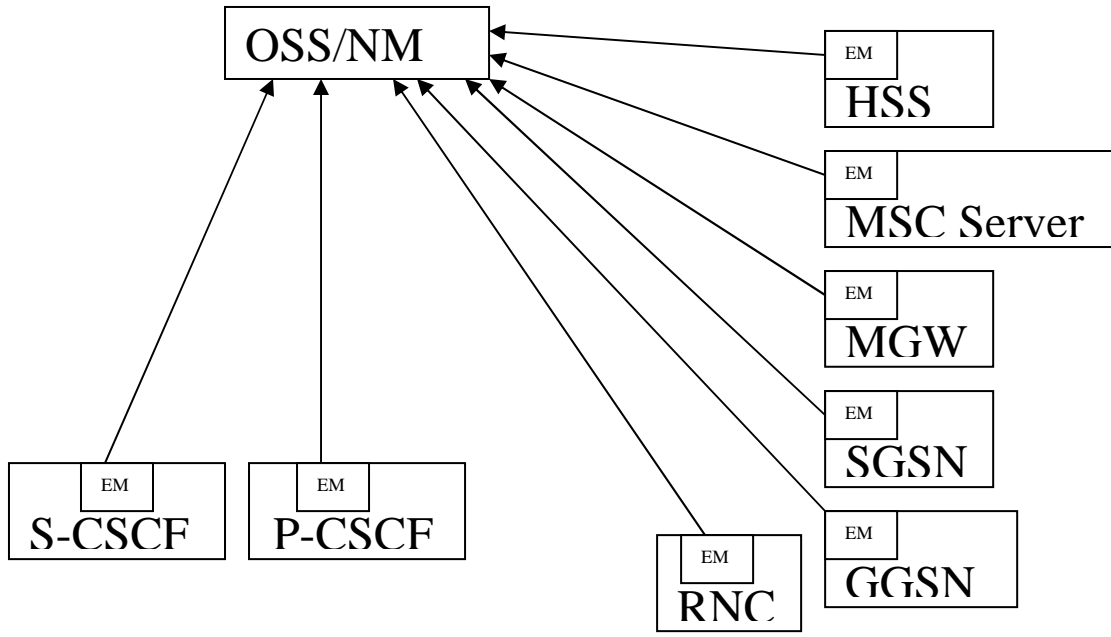 OSS/NM
EM
HSS
EM
MSC Server
EM
MGW
EM
SGSN
EM
GGSN
EM
S-CSCF
EM
P-CSCF
EM
RNC